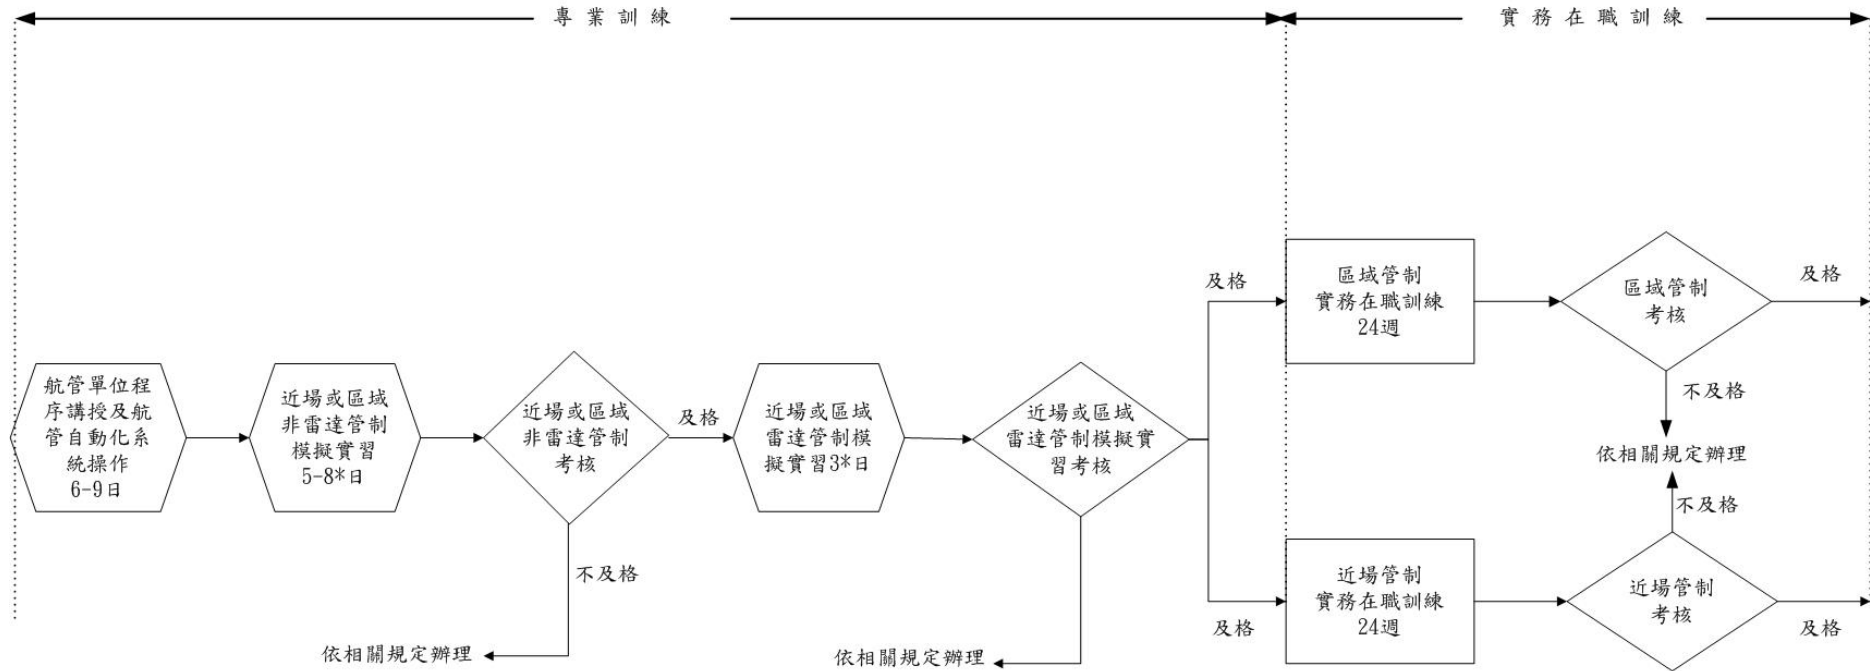 專業訓練
實務在職訓練
航管單位程
序講授及航
管自動化系
統操作
6-9日
近場或區域
非雷達管制
模擬實習
5-8*日
近場或區域
非雷達管制
考核
及格
不及格
依相關規定辦理
近場或區域
雷達管制模
擬實習3*日
近場或區域
雷達管制模擬實
習考核
依相關規定辦理
及格
區域管制
實務在職訓練
24週
區域管制
考核
及格
不及格
依相關規定辦理
不及格
及格
近場管制
實務在職訓練
24週
近場管制
考核
及格